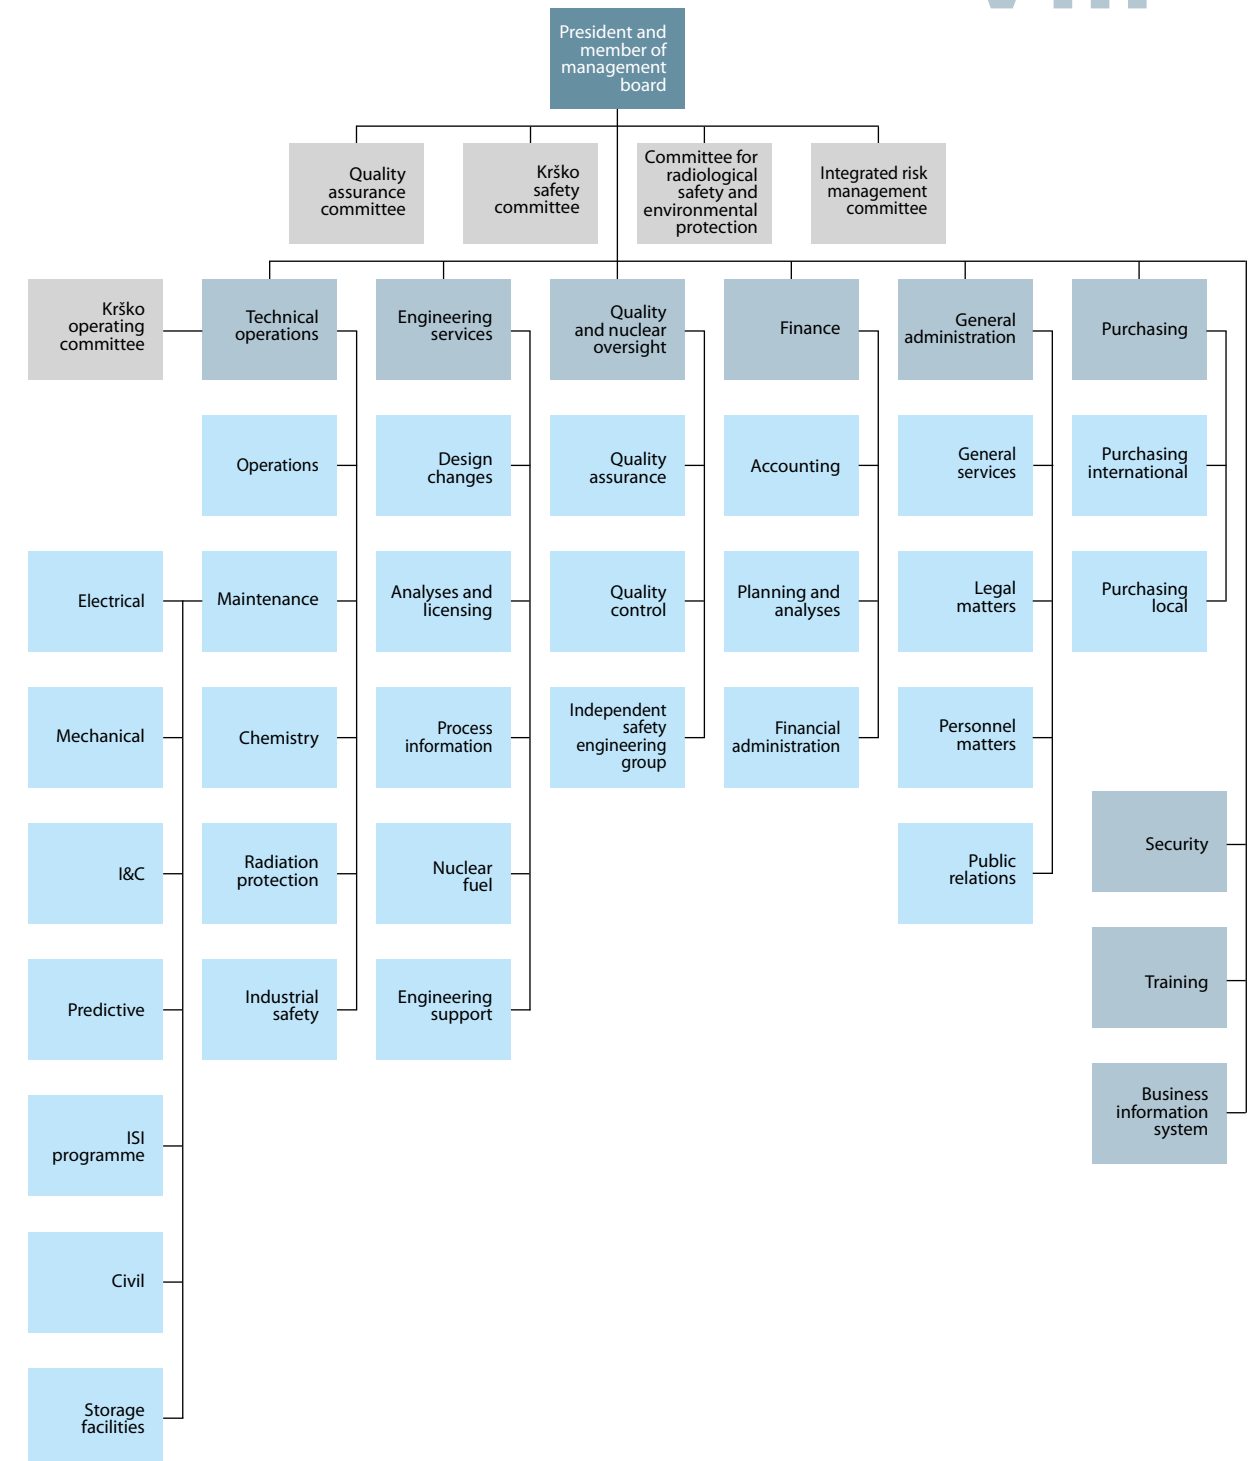 President and
member of
management
board
Quality
assurance
committee
Krško
safety
committee
Committee for
radiological
safety and
environmental
protection
Integrated risk
management
committee
Krško
operating
committee
Technical
operations
Engineering
services
Quality
and nuclear
oversight
Finance
General
administration
Purchasing
Operations
Design
changes
Quality
assurance
Accounting
General
services
Purchasing
international
Electrical
Maintenance
Analyses and
licensing
Quality
control
Planning and
analyses
Legal
matters
Purchasing
local
Mechanical
Chemistry
Process
information
Independent
safety
engineering
group
Financial
administration
Personnel
matters
I&C
Radiation
protection
Nuclear
fuel
Public
relations
Security
Predictive
Industrial
safety
Engineering
support
Training
ISI
programme
Business
information
system
Civil
Storage
facilities